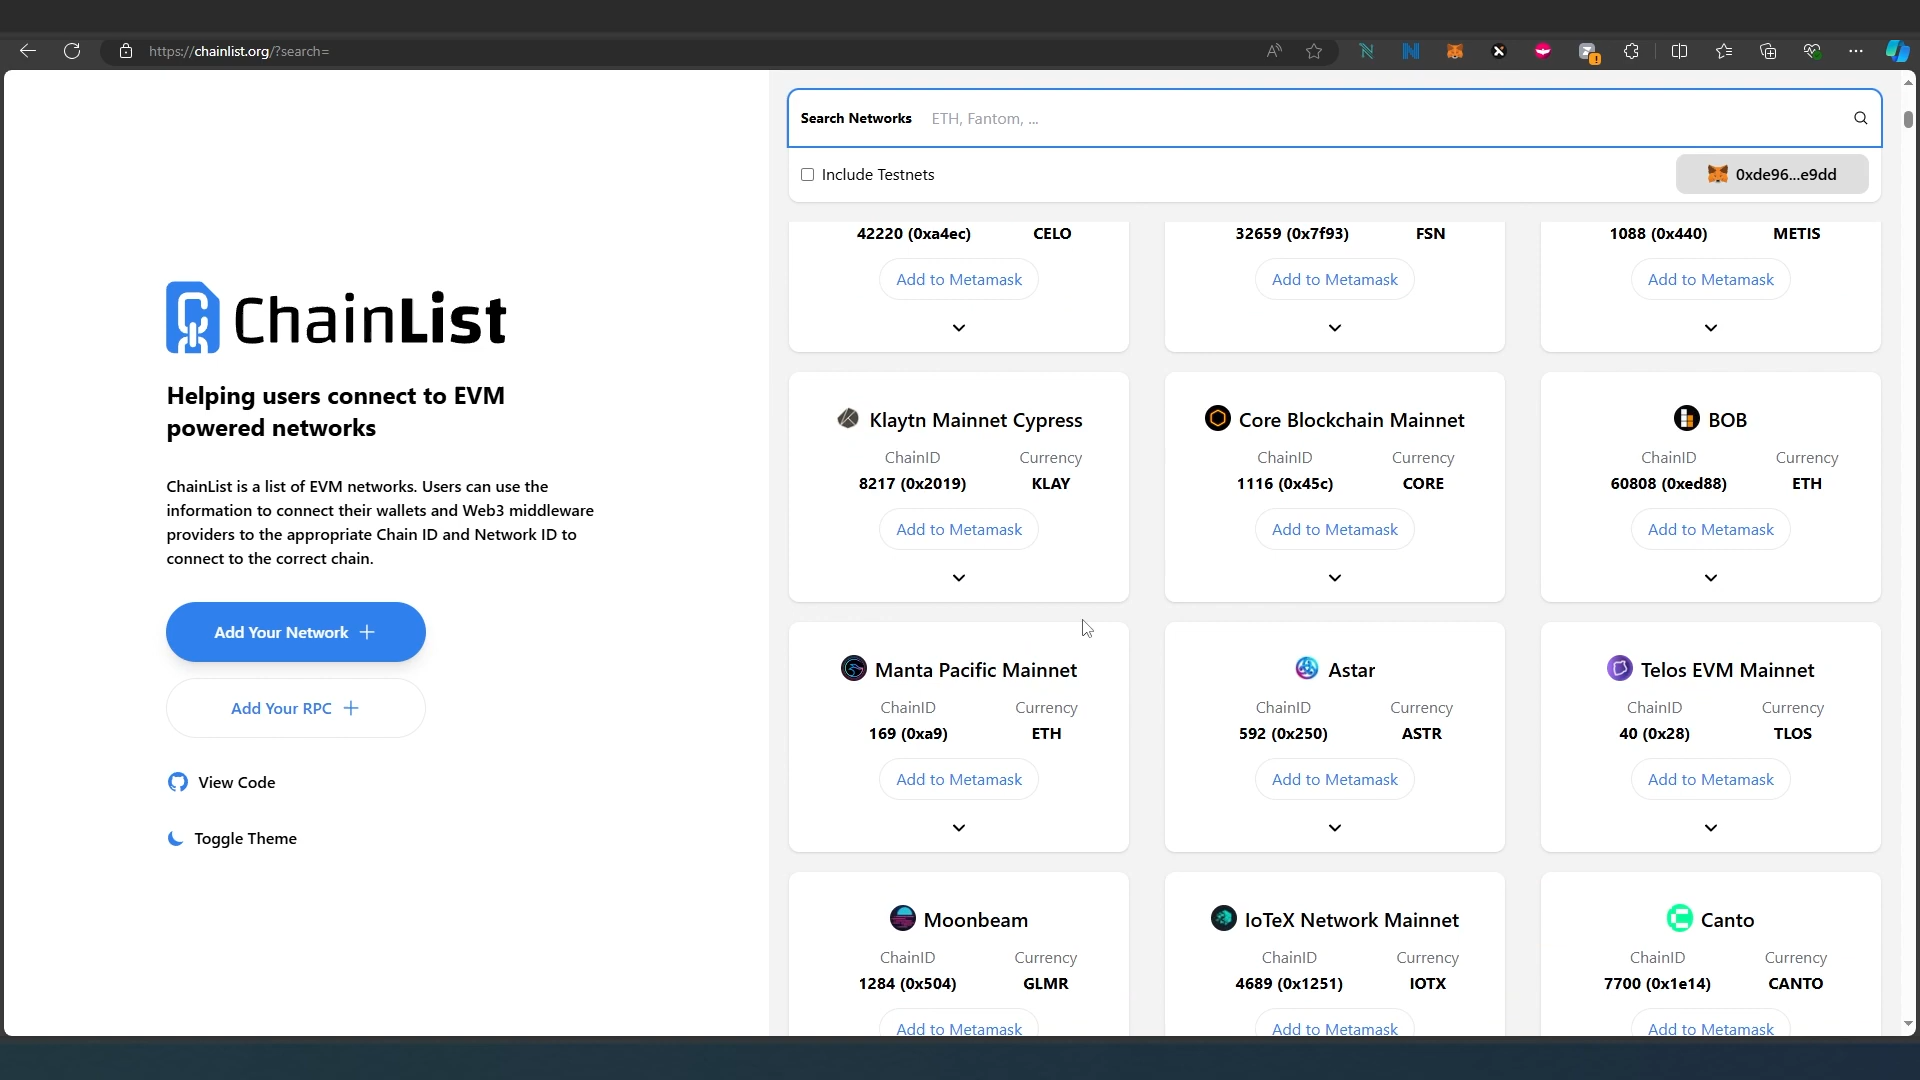 https://chainlist.org/?search=
ChainList
Helping users connect to EVM
powered networks
ChainList is a list of EVM networks. Users can use the
information to connect their wallets and Web3 middleware
providers to the appropriate Chain ID and Network ID to
connect to the correct chain.
Add Your Network
Add Your RPC
View Code
Toggle Theme
Search Networks ETH, Fantom, ...
Include Testnets
0xde96...e9dd
42220 (0xa4ec) CELO
Add to Metamask
32659 (0x7f93) FSN
Add to Metamask
1088 (0x440) METIS
Add to Metamask
Klaytn Mainnet Cypress
ChainID Currency
8217 (0x2019) KLAY
Add to Metamask
Core Blockchain Mainnet
ChainID Currency
1116 (0x45c) CORE
Add to Metamask
BOB
ChainID Currency
60808 (0xed88) ETH
Add to Metamask
Manta Pacific Mainnet
ChainID Currency
169 (0xa9) ETH
Add to Metamask
Astar
ChainID Currency
592 (0x250) ASTR
Add to Metamask
Telos EVM Mainnet
ChainID Currency
40 (0x28) TLOS
Add to Metamask
Moonbeam
ChainID Currency
1284 (0x504) GLMR
Add to Metamask
IoTeX Network Mainnet
ChainID Currency
4689 (0x1251) IOTX
Add to Metamask
Canto
ChainID Currency
7700 (0x1e14) CANTO
Add to Metamask